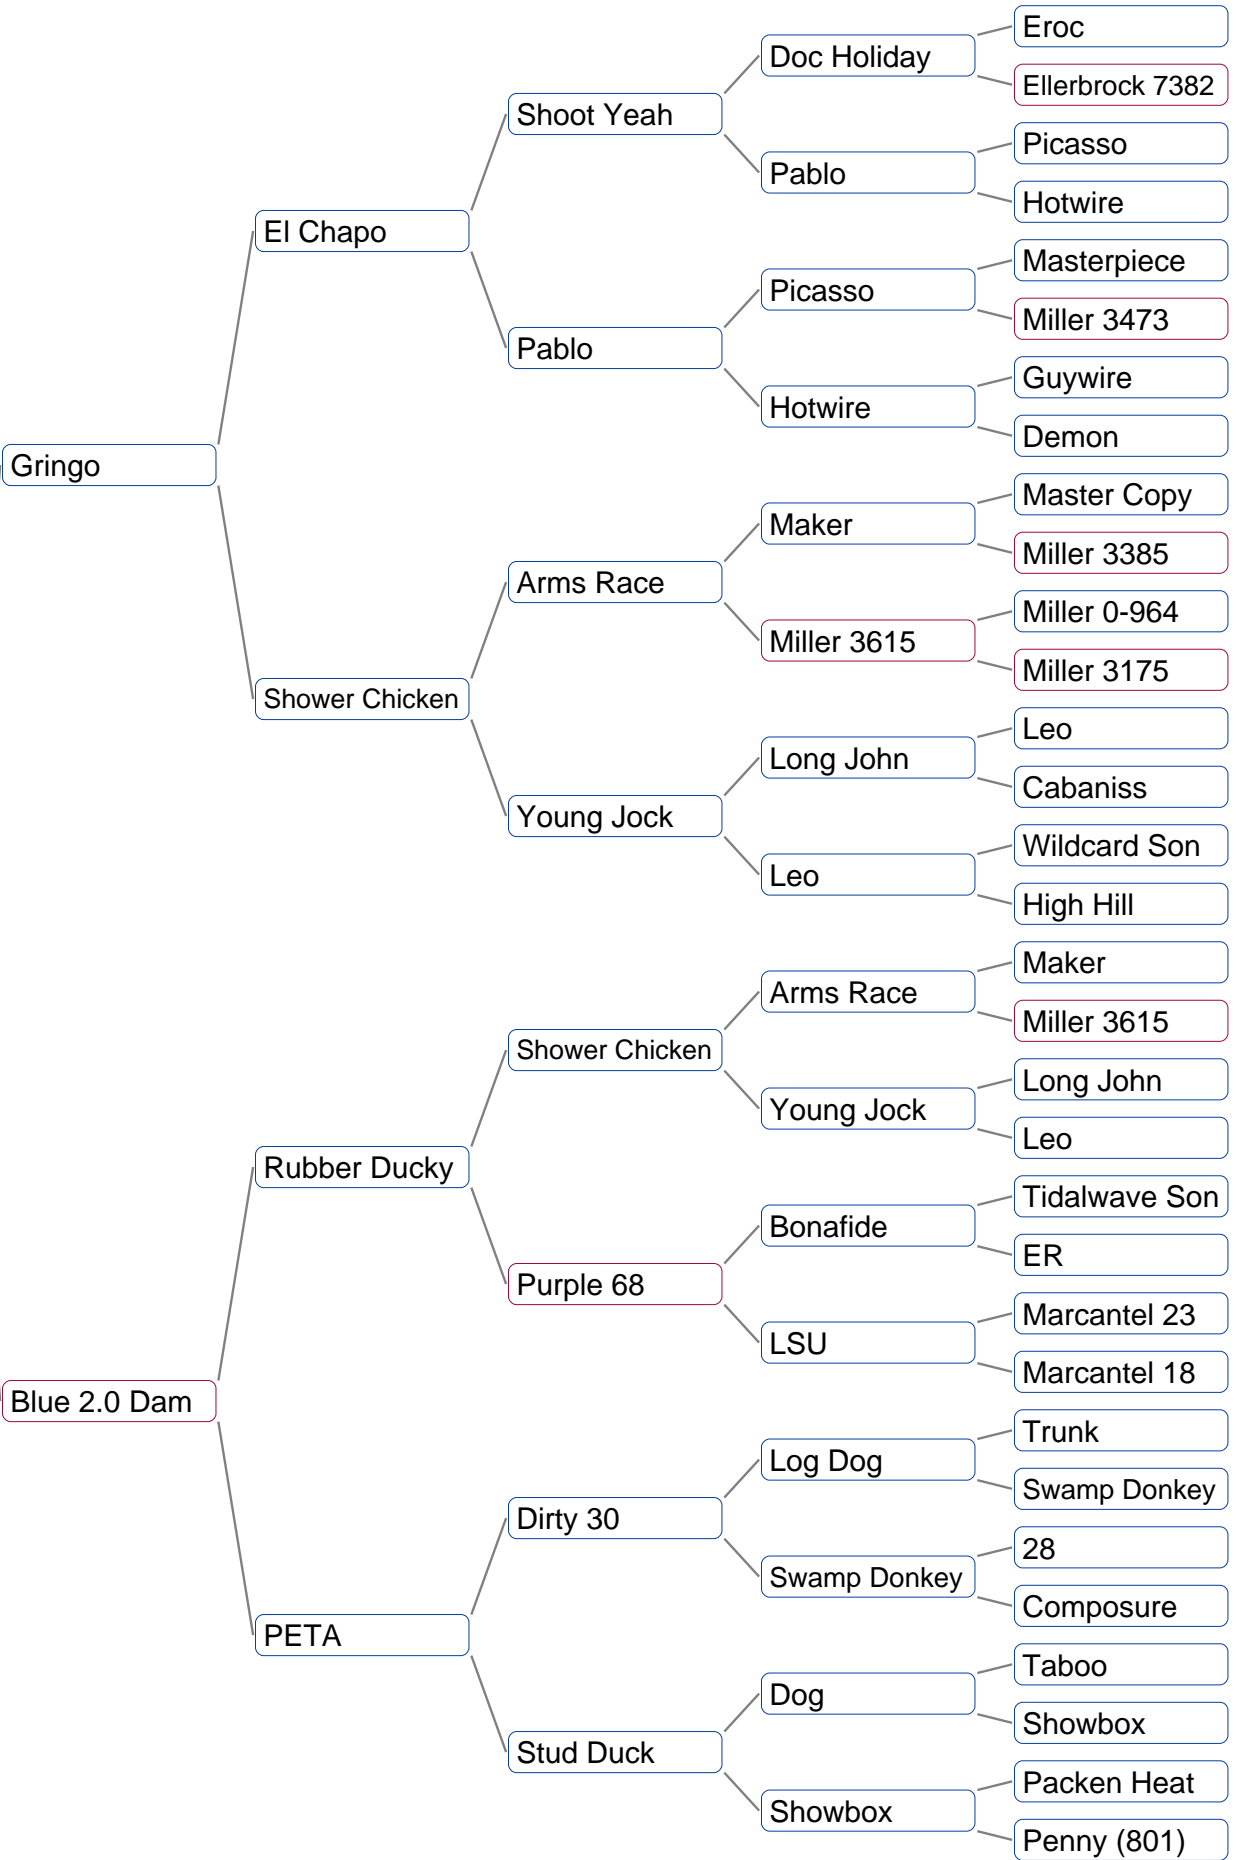 Eroc
Doc Holiday
Ellerbrock 7382
Shoot Yeah
Picasso
Pablo
Hotwire
El Chapo
Masterpiece
Picasso
Miller 3473
Pablo
Guywire
Hotwire
Demon
Gringo
Master Copy
Maker
Miller 3385
Arms Race
Miller 0-964
Miller 3615
Miller 3175
Shower Chicken
Leo
Long John
Cabaniss
Young Jock
Wildcard Son
Leo
High Hill
Maker
Arms Race
Miller 3615
Shower Chicken
Long John
Young Jock
Leo
Rubber Ducky
Tidalwave Son
Bonafide
ER
Purple 68
Marcantel 23
LSU
Marcantel 18
Blue 2.0 Dam
Trunk
Log Dog
Swamp Donkey
Dirty 30
28
Swamp Donkey
Composure
PETA
Taboo
Dog
Showbox
Stud Duck
Packen Heat
Showbox
Penny (801)